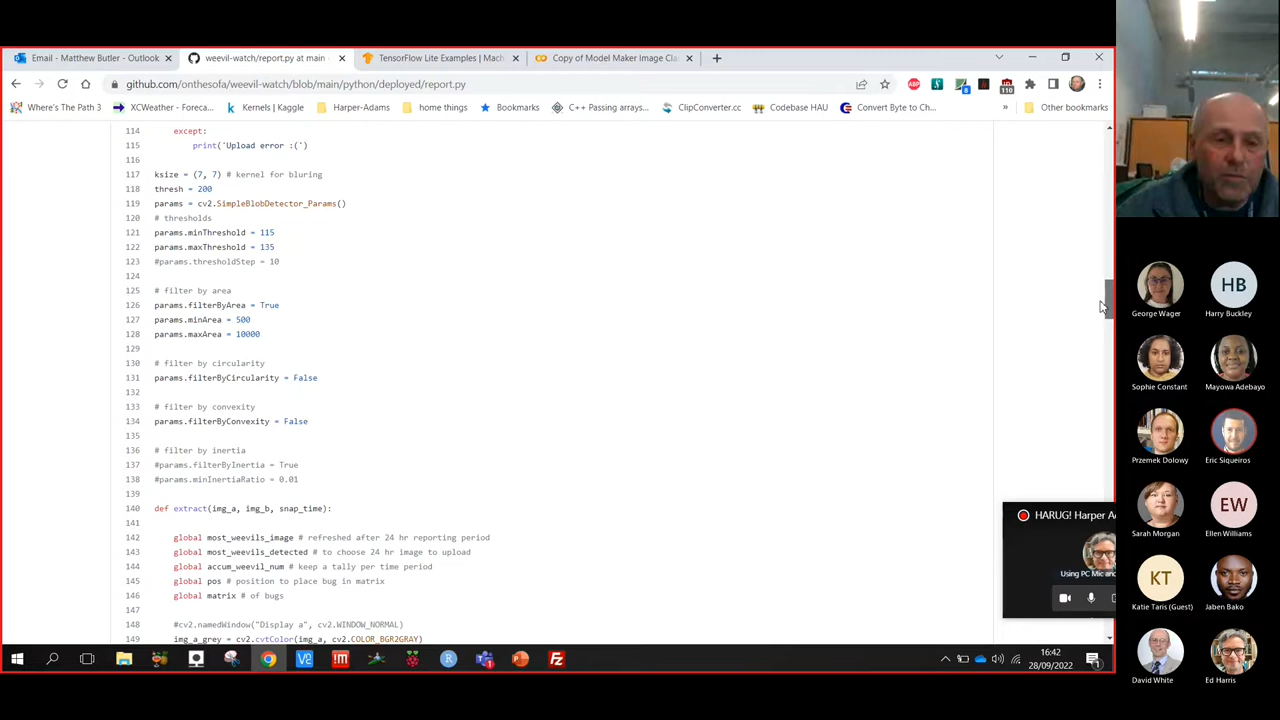 Email - Matthew Butler - Outlook
weevil-watch/report.py at main
TensorFlow Lite Examples | Mach
Copy of Model Maker Image Cla
github.com/onthesofa/weevil-watch/blob/main/python/deployed/report.py
8
110
Where's The Path 3
XCWeather - Foreca...
Kernels | Kaggle
Harper-Adams
home things
Bookmarks
C++ Passing arrays...
ClipConverter.cc
Codebase HAU
Convert Byte to Ch...
»
Other bookmarks
114 except:
115 print('Upload error :(')
116
117 ksize = (7, 7) # kernel for bluring
118 thresh = 200
119 params = cv2.SimpleBlobDetector_Params()
120 # thresholds
121 params.minThreshold = 115
122 params.maxThreshold = 135
123 #params.thresholdStep = 10
124
125 # filter by area
126 params.filterByArea = True
127 params.minArea = 500
128 params.maxArea = 10000
129
130 # filter by circularity
131 params.filterByCircularity = False
132
133 # filter by convexity
134 params.filterByConvexity = False
135
136 # filter by inertia
137 #params.filterByInertia = True
138 #params.minInertiaRatio = 0.01
139
140 def extract(img_a, img_b, snap_time):
141
142 global most_weevils_image # refreshed after 24 hr reporting period
143 global most_weevils_detected # to choose 24 hr image to upload
144 global accum_weevil_num # keep a tally per time period
145 global pos # position to place bug in matrix
146 global matrix # of bugs
147
148 #cv2.namedWindow("Display a", cv2.WINDOW_NORMAL)
149 img_a_grey = cv2.cvtColor(img_a, cv2.COLOR_BGR2GRAY)
HARUG! Harper A
Using PC Mic and
16:42
28/09/2022
1
HB
George Wager
Harry Buckley
Sophie Constant
Mayowa Adebayo
Przemek Dolowy
Eric Siqueiros
EW
Sarah Morgan
Ellen Williams
KT
Katie Taris (Guest)
Jaben Bako
David White
Ed Harris